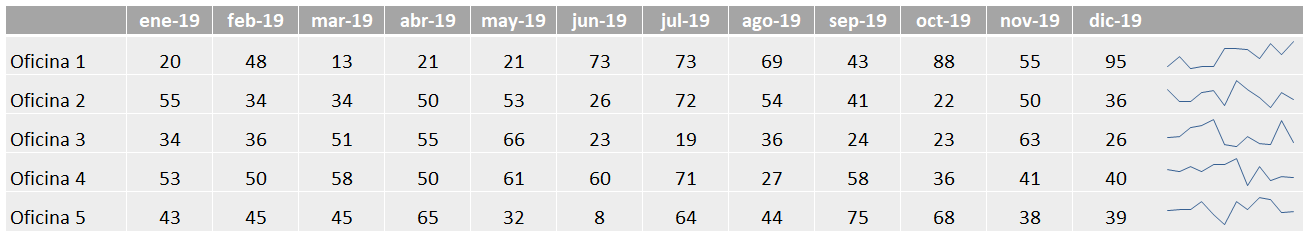 ene-19 feb-19 mar-19 abr-19 may-19 jun-19 jul-19 ago-19 sep-19 oct-19 nov-19 dic-19
Oficina 1 20 48 13 21 21 73 73 69 43 88 55 95
Oficina 2 55 34 34 50 53 26 72 54 41 22 50 36
Oficina 3 34 36 51 55 66 23 19 36 24 23 63 26
Oficina 4 53 50 58 50 61 60 71 27 58 36 41 40
Oficina 5 43 45 45 65 32 8 64 44 75 68 38 39